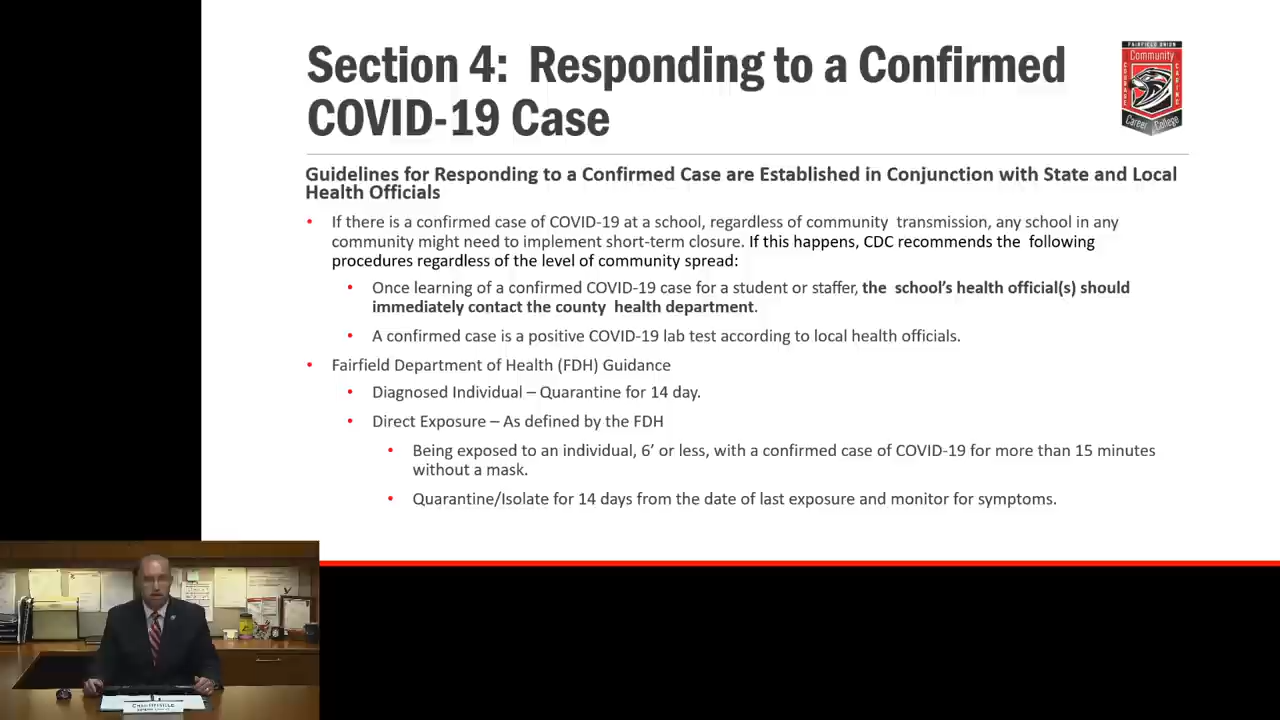 Section 4: Responding to a Confirmed
COVID-19 Case
FAIRFIELD UNION
Community
COURAGE
CARING
Career
College
Guidelines for Responding to a Confirmed Case are Established in Conjunction with State and Local
Health Officials
• If there is a confirmed case of COVID-19 at a school, regardless of community transmission, any school in any
community might need to implement short-term closure. If this happens, CDC recommends the following
procedures regardless of the level of community spread:
• Once learning of a confirmed COVID-19 case for a student or staffer, the school's health official(s) should
immediately contact the county health department.
• A confirmed case is a positive COVID-19 lab test according to local health officials.
• Fairfield Department of Health (FDH) Guidance
• Diagnosed Individual – Quarantine for 14 day.
• Direct Exposure – As defined by the FDH
• Being exposed to an individual, 6' or less, with a confirmed case of COVID-19 for more than 15 minutes
without a mask.
• Quarantine/Isolate for 14 days from the date of last exposure and monitor for symptoms.